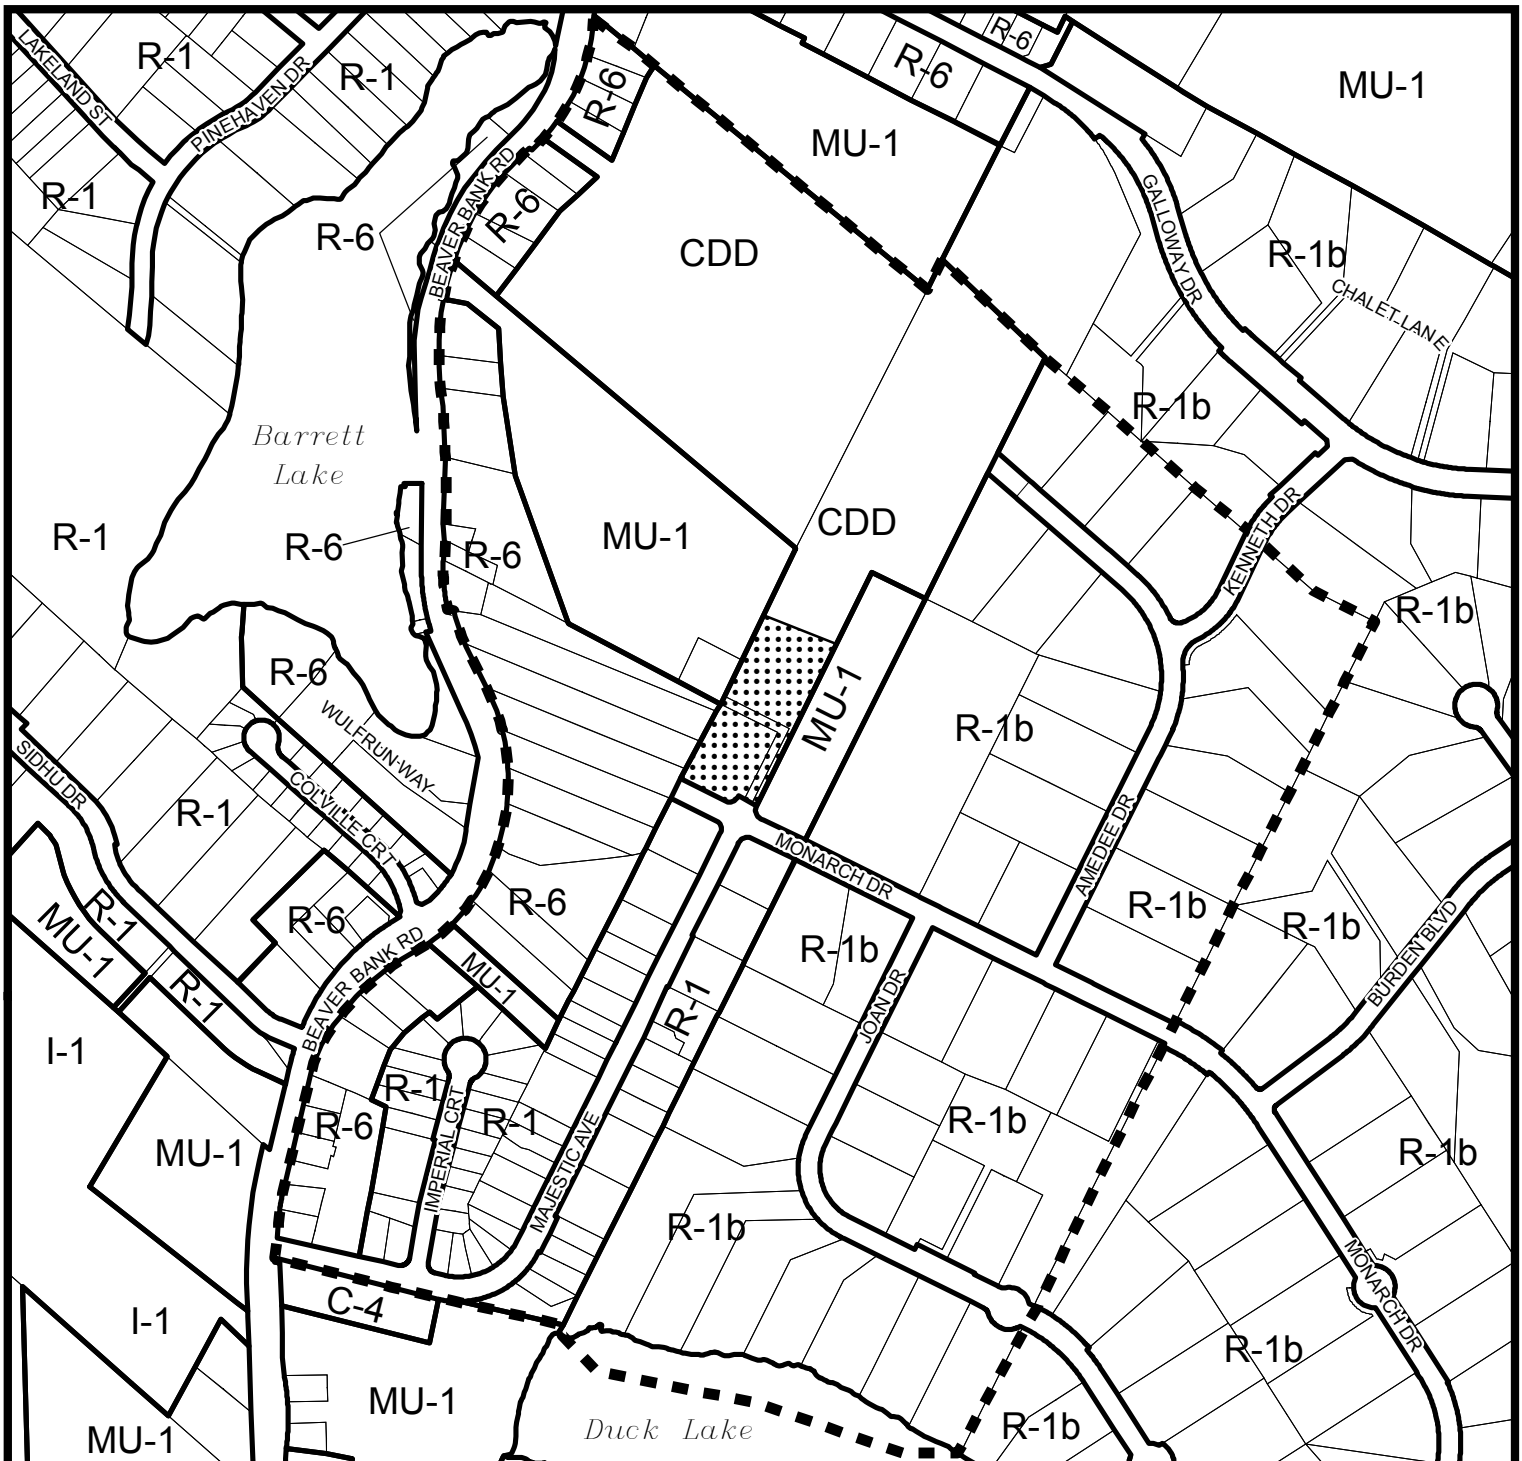 R-1
R-6
R-6
LAKELAND ST
PINEHAVEN DR
R-1
R-6
MU-1
R-6
MU-1
R-1
BEAVER BANK RD
R-6
GALLOWAY DR
R-6
CDD
R-1b
CHALET LANE
R-1b
Barrett
Lake
R-1
R-6
R-6
MU-1
CDD
KENNETH DR
R-1b
R-6
WULFRUN WAY
MU-1
R-1b
SIDHU DR
R-1
COLVILLE CRT
MONARCH DR
AMEDEE DR
R-1
R-6
R-6
R-1b
R-1b
R-1b
BURDEN BLVD
MU-1
BEAVER BANK RD
MU-1
R-1
R-1
JOAN DR
I-1
R-1
R-1
R-6
IMPERIAL CRT
MAJESTIC AVE
R-1b
MU-1
R-1b
R-1b
MONARCH DR
I-1
C-4
R-1b
MU-1
MU-1
Duck Lake
R-1b